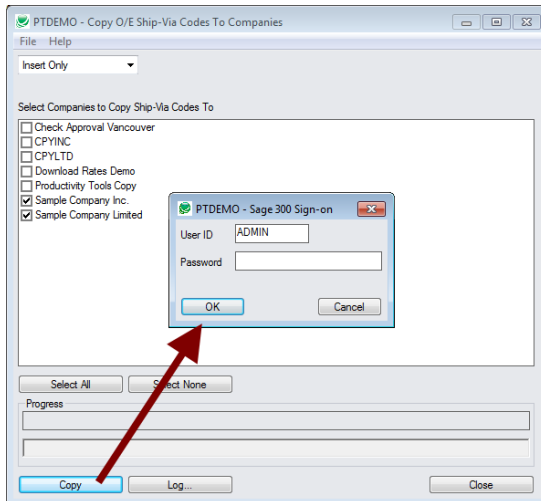 PTDEMO - Copy O/E Ship-Via Codes To Companies
File Help
Insert Only
Select Companies to Copy Ship-Via Codes To
Check Approval Vancouver
CPYINC
CPYLTD
Download Rates Demo
Productivity Tools Copy
Sample Company Inc.
Sample Company Limited
PTDEMO - Sage 300 Sign-on
User ID ADMIN
Password
OK Cancel
Select All Select None
Progress
Copy Log... Close